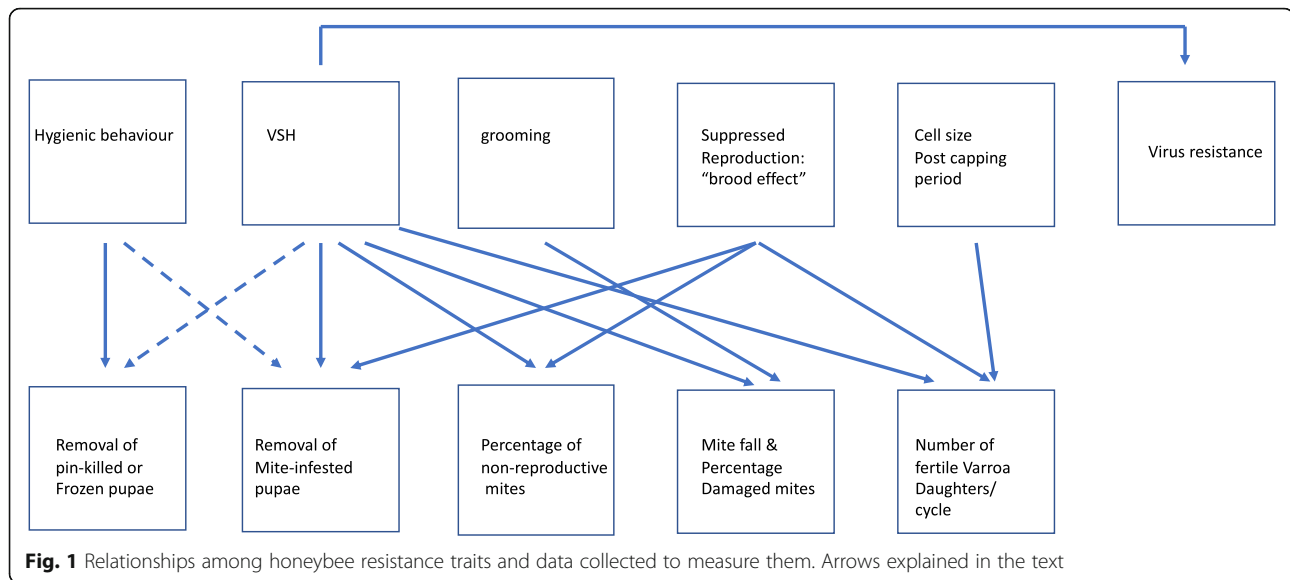 Hygienic behaviour
VSH
grooming
Suppressed
Reproduction:
“brood effect”
Cell size
Post capping
period
Virus resistance
Removal of
pin-killed or
Frozen pupae
Removal of
Mite-infested
pupae
Percentage of
non-reproductive
mites
Mite fall &
Percentage
Damaged mites
Number of
fertile Varroa
Daughters/
cycle
Fig. 1 Relationships among honeybee resistance traits and data collected to measure them. Arrows explained in the text